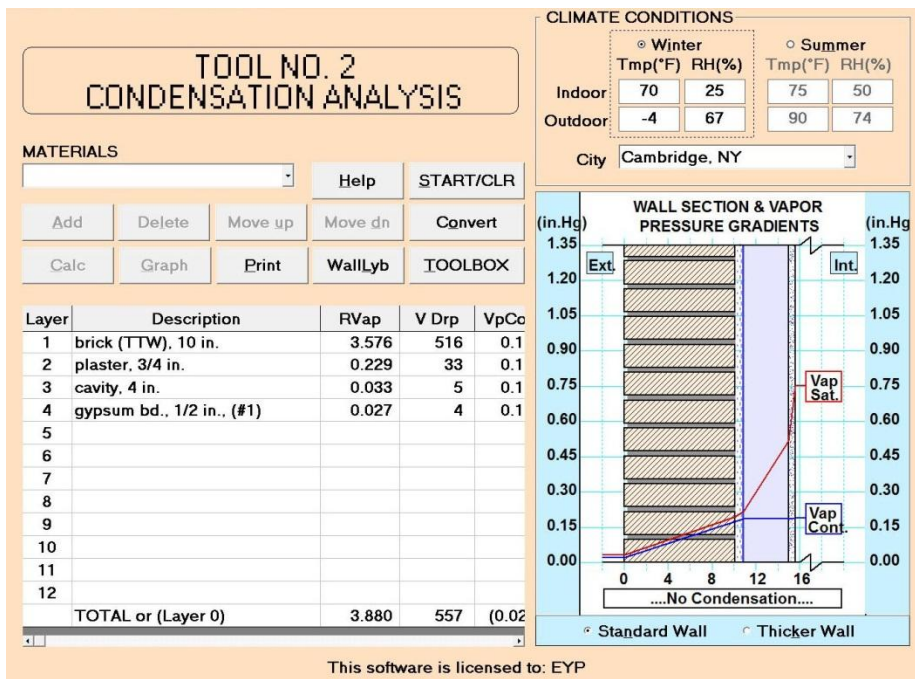 TOOL NO. 2
CONDENSATION ANALYSIS
CLIMATE CONDITIONS
Winter Summer
Tmp(°F) RH(%) Tmp(°F) RH(%)
Indoor 70 25 75 50
Outdoor -4 67 90 74
City Cambridge, NY
MATERIALS
Help START/CLR
Add Delete Move up Move dn Convert
Calc Graph Print WallLyb TOOLBOX
Layer Description RVap V Drp VpCo
1 brick (TTW), 10 in. 3.576 516 0.1
2 plaster, 3/4 in. 0.229 33 0.1
3 cavity, 4 in. 0.033 5 0.1
4 gypsum bd., 1/2 in., (#1) 0.027 4 0.1
5
6
7
8
9
10
11
12
TOTAL or (Layer 0) 3.880 557 (0.02
WALL SECTION & VAPOR
(in.Hg) PRESSURE GRADIENTS (in.Hg
1.35 1.35
Ext. Int.
1.20 1.20
1.05 1.05
0.90 0.90
0.75 Vap 0.75
Sat.
0.60 0.60
0.45 0.45
0.30 0.30
Vap
0.15 Cont. 0.15
0.00 0.00
0 4 8 12 16
....No Condensation....
Standard Wall Thicker Wall
This software is licensed to: EYP